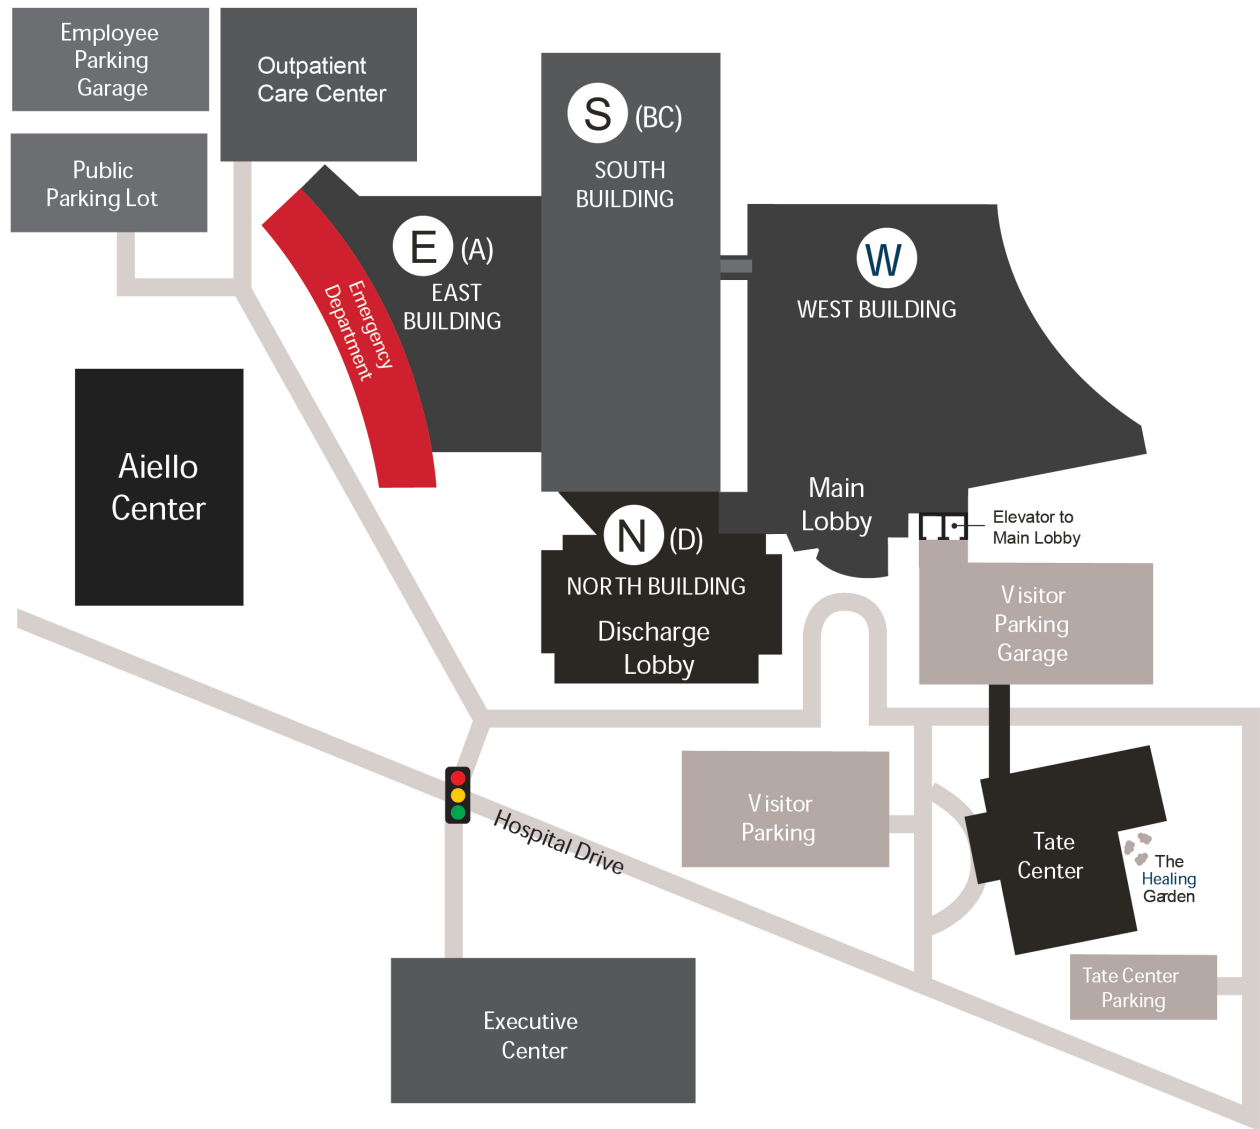 Employee
Parking
Garage
Outpatient
Care Center
Public
Parking Lot
S (BC)
SOUTH
BUILDING
E (A)
EAST
BUILDING
Emergency
Department
W
WEST BUILDING
Aiello
Center
Main
Lobby
Elevator to
Main Lobby
N (D)
NORTH BUILDING
Discharge
Lobby
Visitor
Parking
Garage
Hospital Drive
Visitor
Parking
Tate
Center
The
Healing
Garden
Tate Center
Parking
Executive
Center